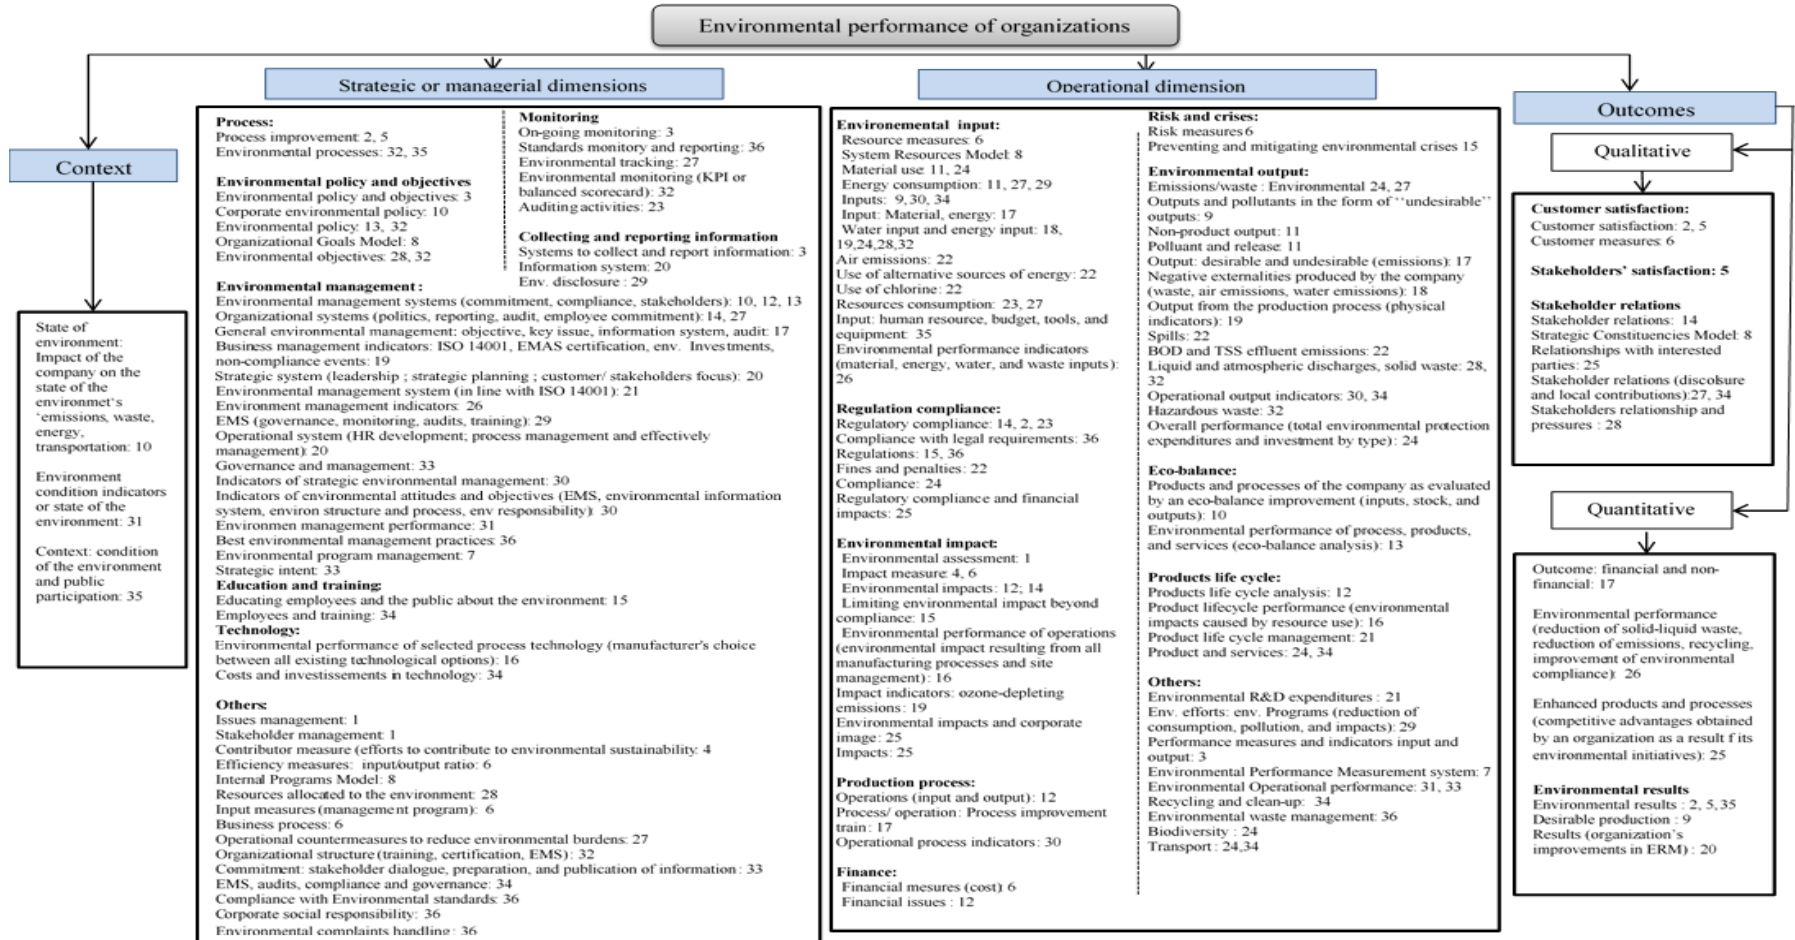 Environmental performance of organizations
Context
State of
environment:
Impact of the
company on the
state of the
environmet's
‘emissions, waste,
energy,
transportation: 10
Environment
condition indicators
or state of the
environment: 31
Context: condition
of the environment
and public
participation: 35
Strategic or managerial dimensions
Process:
Process improvement: 2, 5
Environmental processes: 32, 35
Environmental policy and objectives
Environmental policy and objectives: 3
Corporate environmental policy: 10
Environmental policy: 13, 32
Organizational Goals Model: 8
Environmental objectives: 28, 32
Monitoring
On-going monitoring: 3
Standards monitory and reporting: 36
Environmental tracking: 27
Environmental monitoring (KPI or
balanced scorecard): 32
Auditing activities: 23
Collecting and reporting information
Systems to collect and report information: 3
Information system: 20
Env. disclosure : 29
Environmental management :
Environmental management systems (commitment, compliance, stakeholders): 10, 12, 13
Organizational systems (politics, reporting, audit, employee commitment): 14, 27
General environmental management: objective, key issue, information system, audit: 17
Business management indicators: ISO 14001, EMAS certification, env. Investments,
non-compliance events: 19
Strategic system (leadership ; strategic planning ; customer/ stakeholders focus): 20
Environmental management system (in line with ISO 14001): 21
Environment management indicators: 26
EMS (governance, monitoring, audits, training): 29
Operational system (HR development; process management and effectively
management): 20
Governance and management: 33
Indicators of strategic environmental management: 30
Indicators of environmental attitudes and objectives (EMS, environmental information
system, environ structure and process, env responsibility): 30
Environmen management performance: 31
Best environmental management practices: 36
Environmental program management: 7
Strategic intent: 33
Education and training:
Educating employees and the public about the environment: 15
Employees and training: 34
Technology:
Environmental performance of selected process technology (manufacturer's choice
between all existing technological options): 16
Costs and investissements in technology: 34
Others:
Issues management: 1
Stakeholder management: 1
Contributor measure (efforts to contribute to environmental sustainability: 4
Efficiency measures: input/output ratio: 6
Internal Programs Model: 8
Resources allocated to the environment: 28
Input measures (management program): 6
Business process: 6
Operational countermeasures to reduce environmental burdens: 27
Organizational structure (training, certification, EMS): 32
Commitment: stakeholder dialogue, preparation, and publication of information : 33
EMS, audits, compliance and governance: 34
Compliance with Environmental standards: 36
Corporate social responsibility: 36
Environmental complaints handling : 36
Operational dimension
Environemental input:
Resource measures: 6
System Resources Model: 8
Material use: 11, 24
Energy consumption: 11, 27, 29
Inputs: 9,30, 34
Input: Material, energy: 17
Water input and energy input: 18,
19,24,28,32
Air emissions: 22
Use of alternative sources of energy: 22
Use of chlorine: 22
Resources consumption: 23, 27
Input: human resource, budget, tools, and
equipment: 35
Environmental performance indicators
(material, energy, water, and waste inputs):
26
Regulation compliance:
Regulatory compliance: 14, 2, 23
Compliance with legal requirements: 36
Regulations: 15, 36
Fines and penalties: 22
Compliance: 24
Regulatory compliance and financial
impacts: 25
Environmental impact:
Environmental assessment: 1
Impact measure: 4, 6
Environmental impacts: 12; 14
Limiting environmental impact beyond
compliance: 15
Environmental performance of operations
(environmental impact resulting from all
manufacturing processes and site
management): 16
Impact indicators: ozone-depleting
emissions: 19
Environmental impacts and corporate
image: 25
Impacts: 25
Production process:
Operations (input and output): 12
Process/ operation : Process improvement
train : 17
Operational process indicators: 30
Finance:
Financial mesures (cost): 6
Financial issues : 12
Risk and crises:
Risk measures 6
Preventing and mitigating environmental crises 15
Environmental output:
Emissions/waste : Environmental 24, 27
Outputs and pollutants in the form of ‘‘undesirable’’
outputs: 9
Non-product output: 11
Polluant and release: 11
Output: desirable and undesirable (emissions): 17
Negative externalities produced by the company
(waste, air emissions, water emissions): 18
Output from the production process (physical
indicators): 19
Spills: 22
BOD and TSS effluent emissions: 22
Liquid and atmospheric discharges, solid waste: 28,
32
Operational output indicators: 30, 34
Hazardous waste: 32
Overall performance (total environmental protection
expenditures and investment by type): 24
Eco-balance:
Products and processes of the company as evaluated
by an eco-balance improvement (inputs, stock, and
outputs): 10
Environmental performance of process, products,
and services (eco-balance analysis): 13
Products life cycle:
Products life cycle analysis: 12
Product lifecycle performance (environmental
impacts caused by resource use): 16
Product life cycle management: 21
Product and services: 24, 34
Others:
Environmental R&D expenditures : 21
Env. efforts: env. Programs (reduction of
consumption, pollution, and impacts): 29
Performance measures and indicators input and
output: 3
Environmental Performance Measurement system: 7
Environmental Operational performance: 31, 33
Recycling and clean-up: 34
Environmental waste management: 36
Biodiversity : 24
Transport : 24,34
Outcomes
Qualitative
Customer satisfaction:
Customer satisfaction: 2, 5
Customer measures: 6
Stakeholders’ satisfaction: 5
Stakeholder relations
Stakeholder relations: 14
Strategic Constituencies Model: 8
Relationships with interested
parties: 25
Stakeholder relations (discolsure
and local contributions):27, 34
Stakeholders relationship and
pressures : 28
Quantitative
Outcome: financial and non-
financial: 17
Environmental performance
(reduction of solid-liquid waste,
reduction of emissions, recycling,
improvement of environmental
compliance): 26
Enhanced products and processes
(competitive advantages obtained
by an organization as a result f its
environmental initiatives): 25
Environmental results
Environmental results : 2, 5,35
Desirable production : 9
Results (organization’s
improvements in ERM) : 20